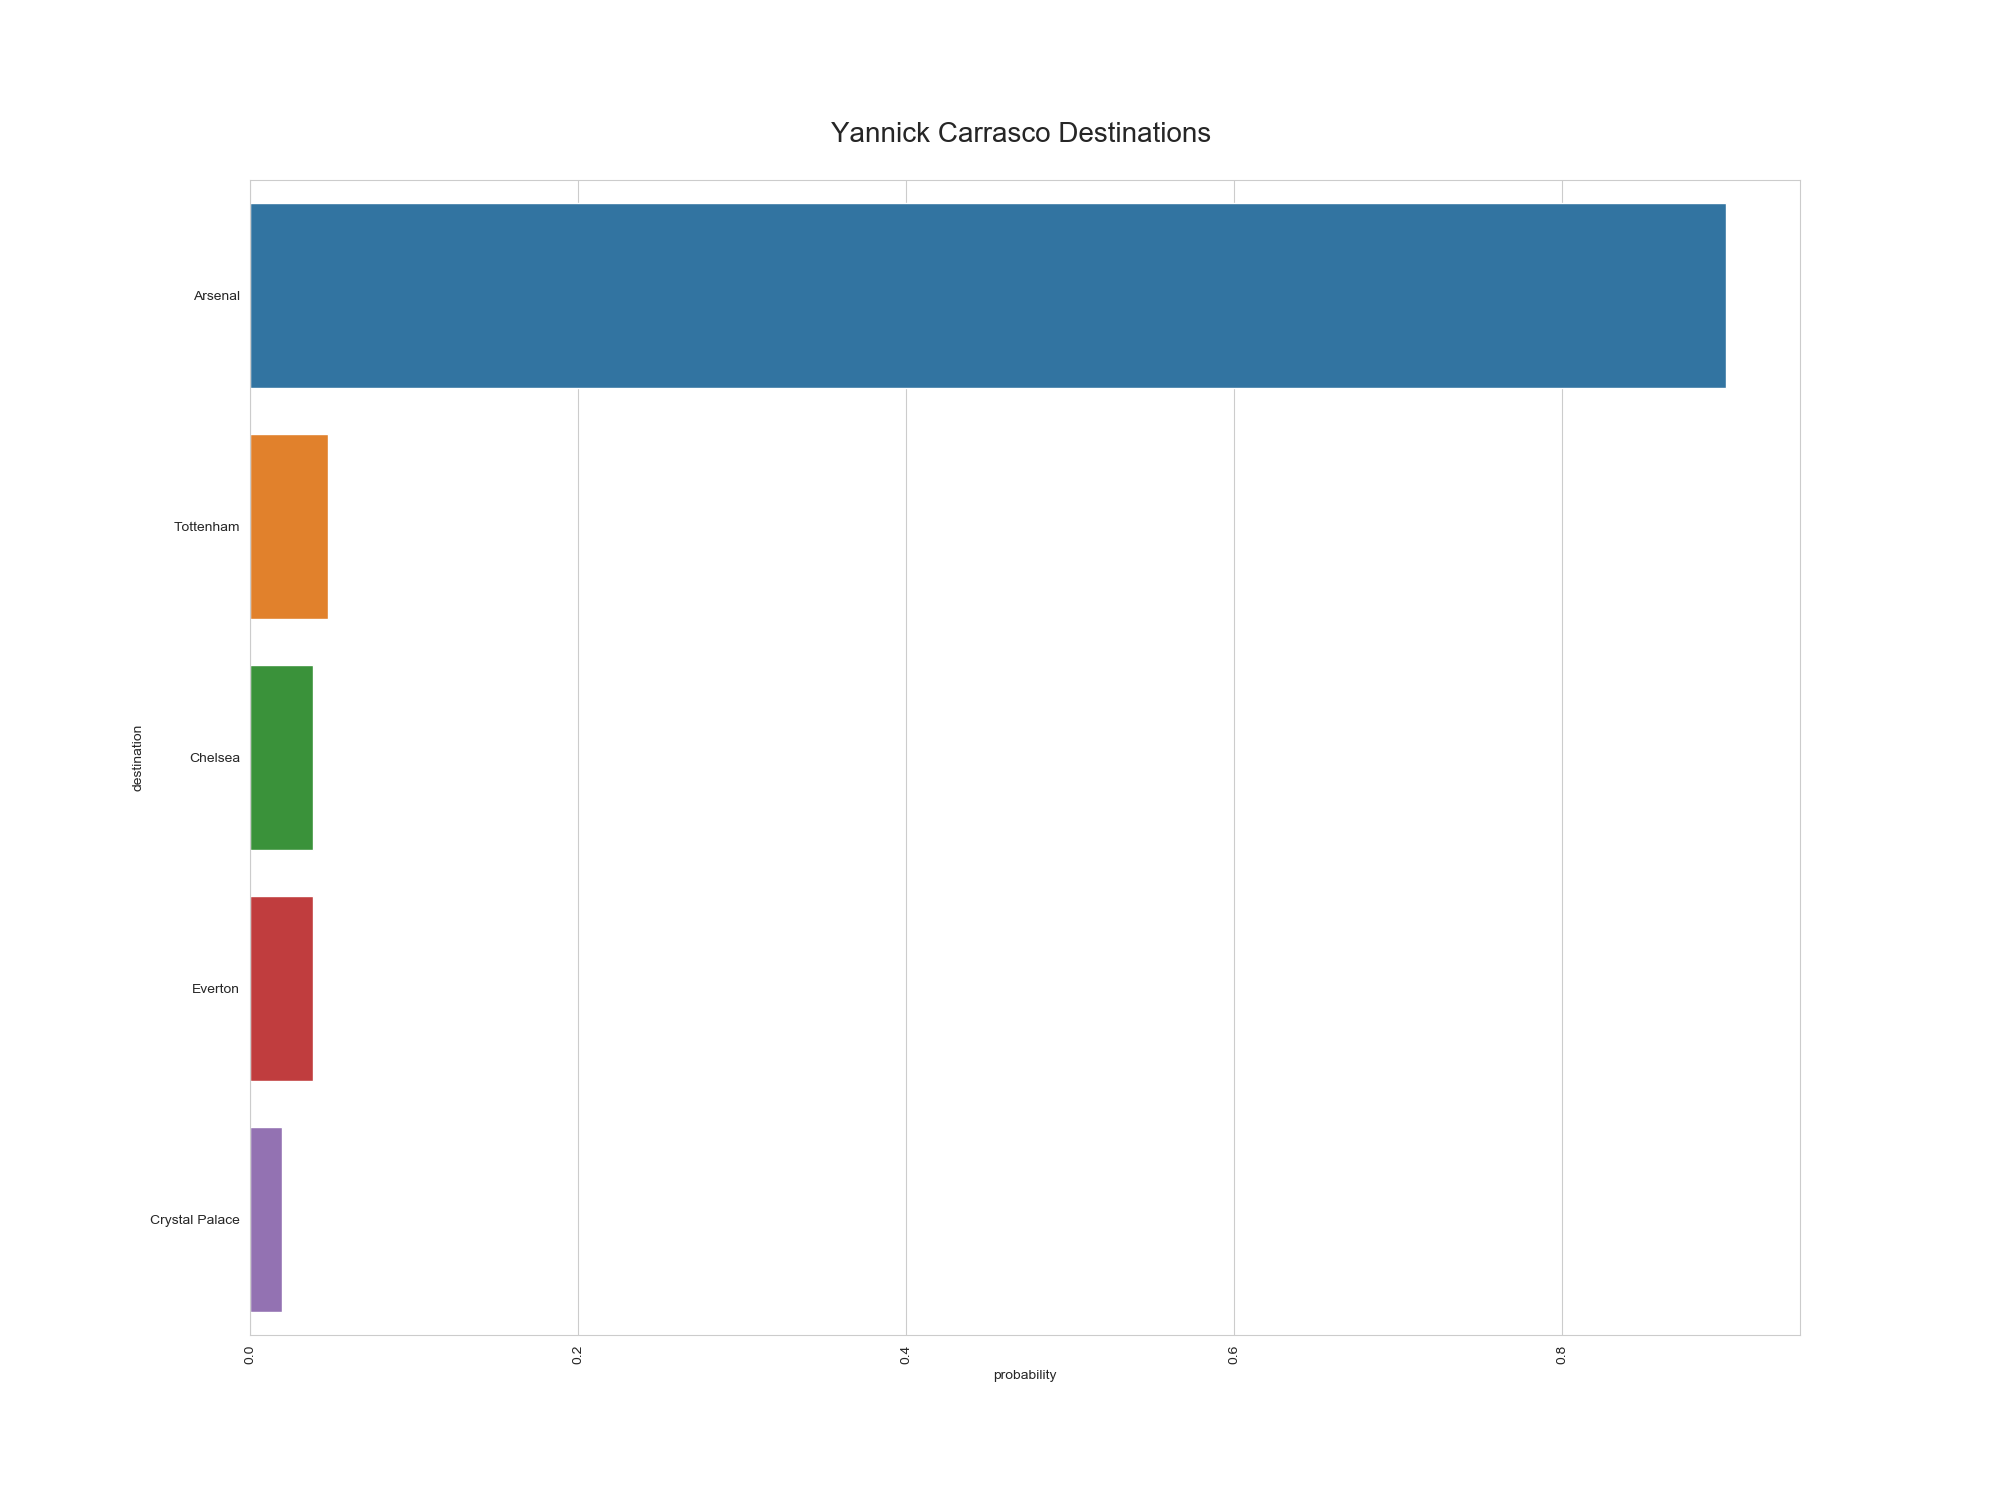 Yannick Carrasco Destinations
Arsenal
Tottenham
Chelsea
Everton
Crystal Palace
destination
0.0
0.2
0.4
0.6
0.8
probability